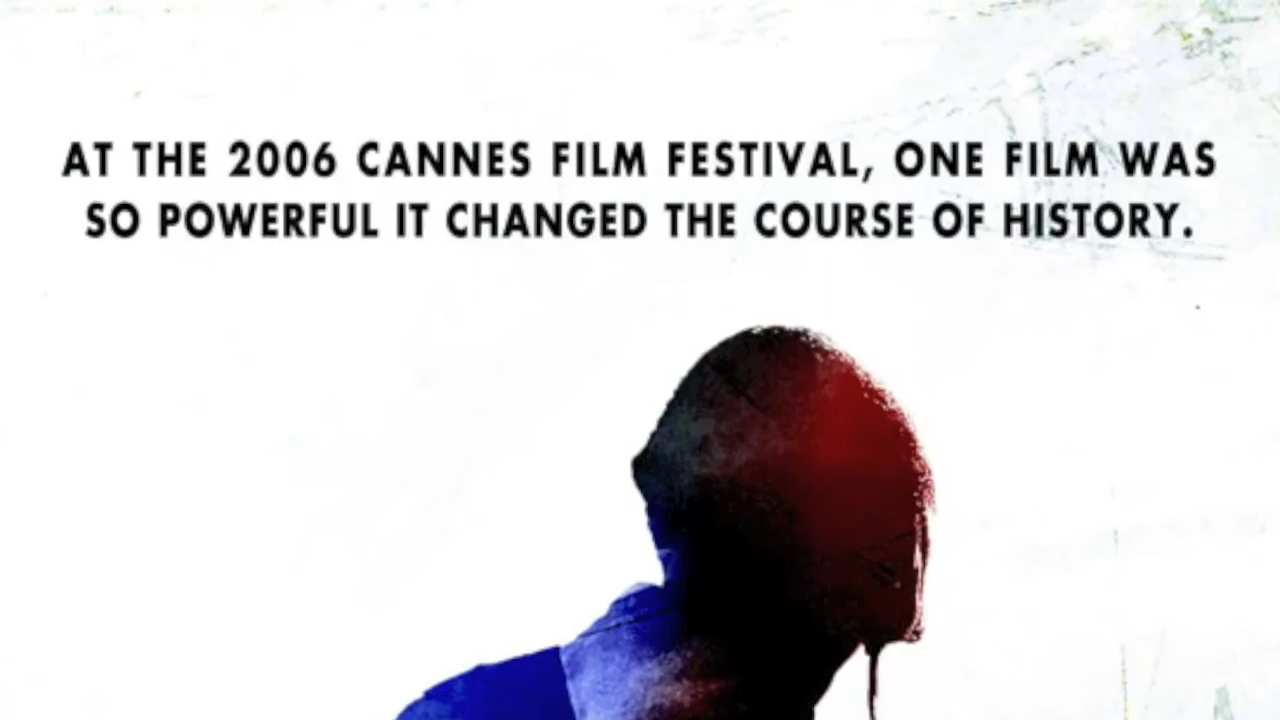 AT THE 2006 CANNES FILM FESTIVAL, ONE FILM WAS
SO POWERFUL IT CHANGED THE COURSE OF HISTORY.